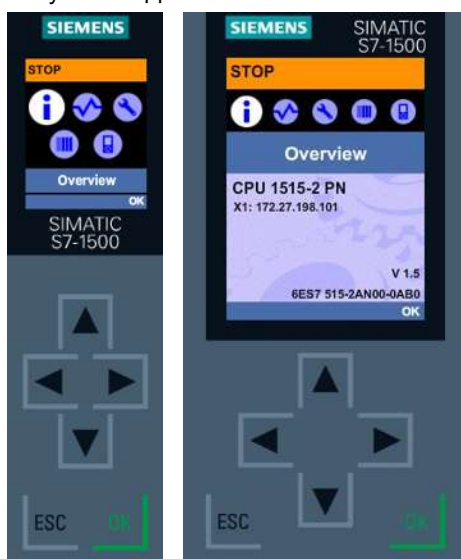 SIEMENS
STOP
Overview
OK
SIMATIC
S7-1500
ESC
OK
SIEMENS
SIMATIC
S7-1500
STOP
Overview
CPU 1515-2 PN
X1: 172.27.198.101
V 1.5
6ES7 515-2AN00-0AB0
OK
ESC
OK